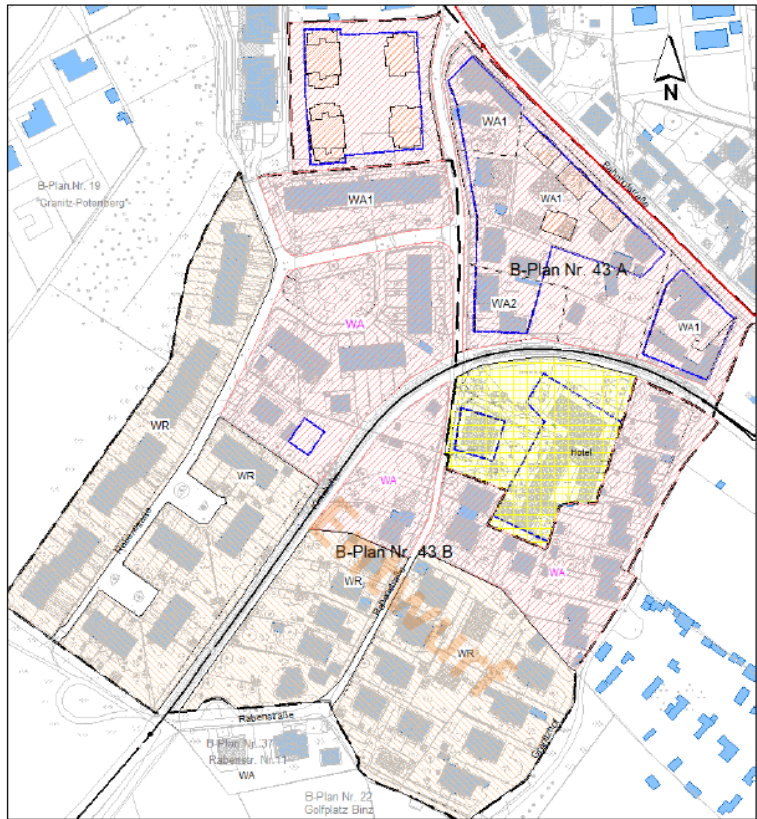 N
WA1
Rabenstraße
B-Plan Nr. 19
"Granitz-Potenberg"
WA1
WA1
B-Plan Nr. 43 A
WA2
WA
WA1
WR
Hotel
WR
WA
Entwurf
B-Plan Nr. 43 B
WA
WR
WR
Rabenstraße
B-Plan Nr. 37
Rabenstr. Nr.11
WA
B-Plan Nr. 22
Golfplatz Binz